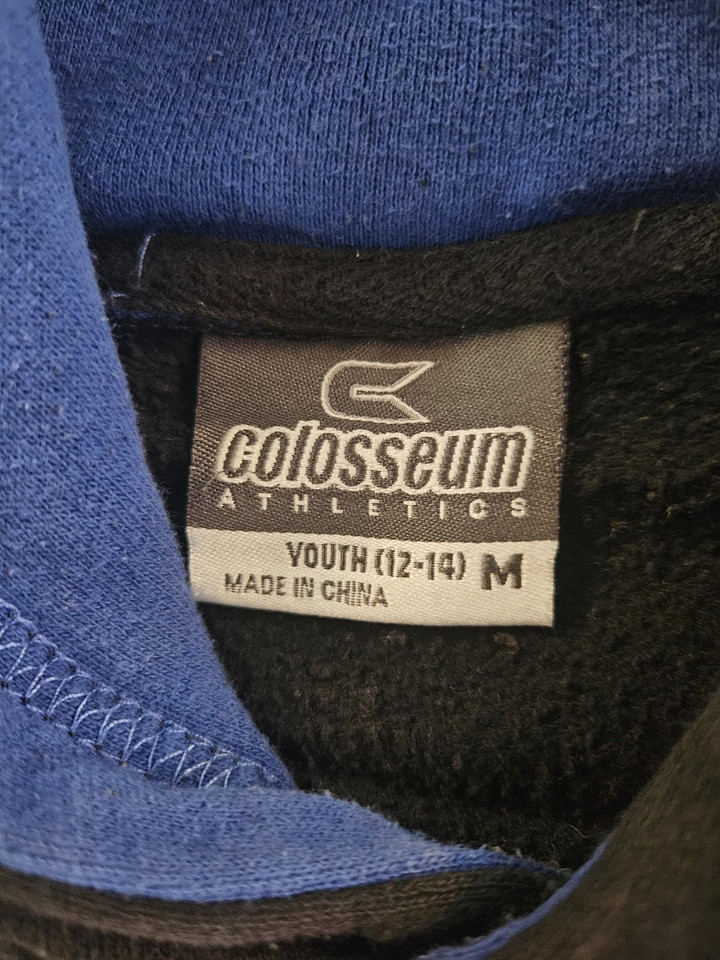 colosseum
ATHLETICS
YOUTH (12-14) M
MADE IN CHINA